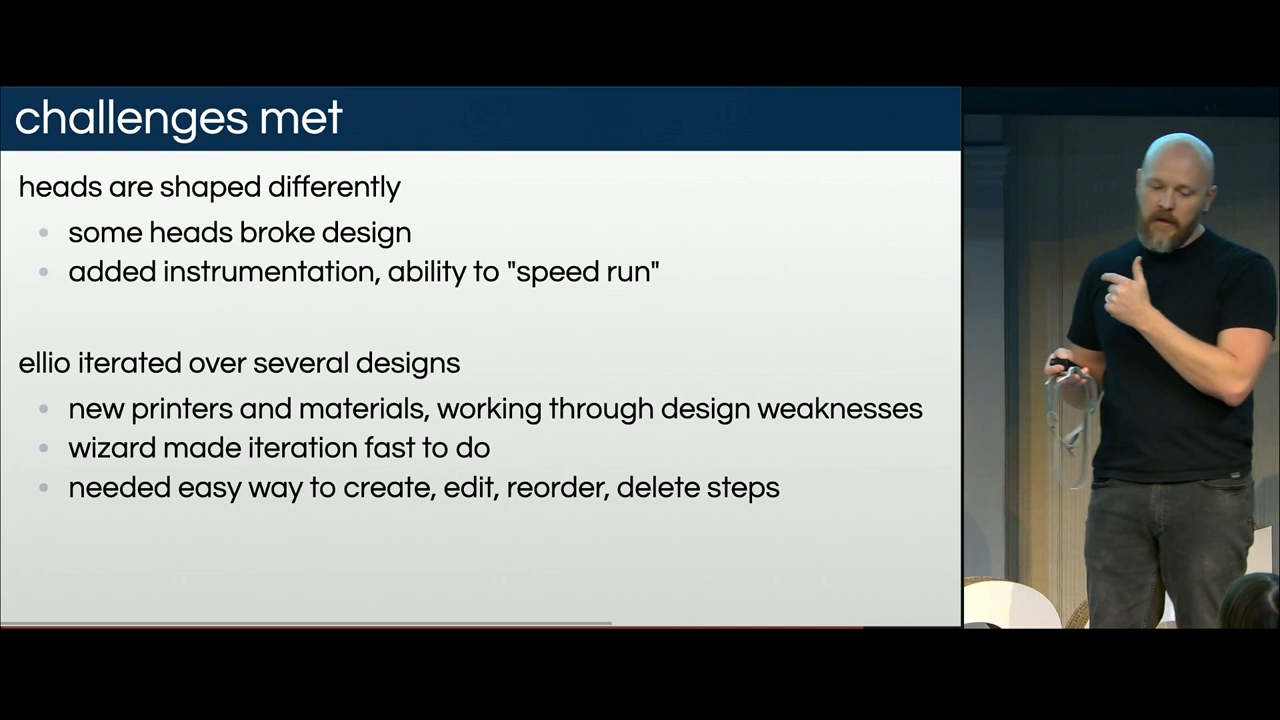 challenges met
heads are shaped differently
some heads broke design
added instrumentation, ability to "speed run"
ellio iterated over several designs
new printers and materials, working through design weaknesses
wizard made iteration fast to do
needed easy way to create, edit, reorder, delete steps